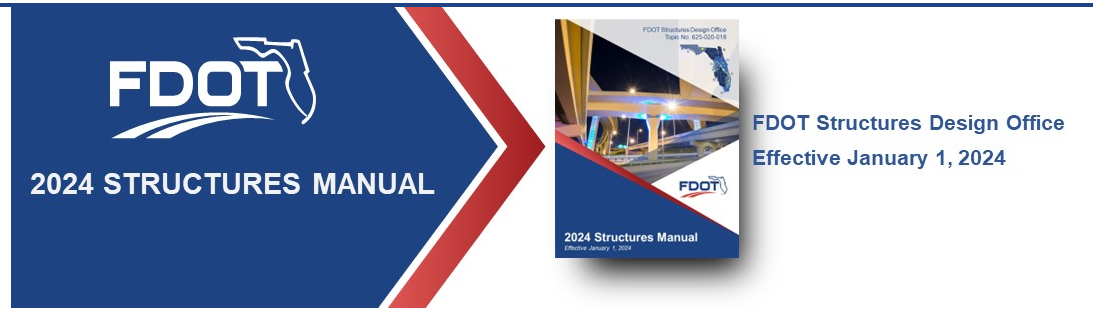 FDOT
2024 STRUCTURES MANUAL
FDOT Structures Design Office
Topic No. 625-020-018
FDOT
2024 Structures Manual
Effective January 1, 2024
FDOT Structures Design Office
Effective January 1, 2024